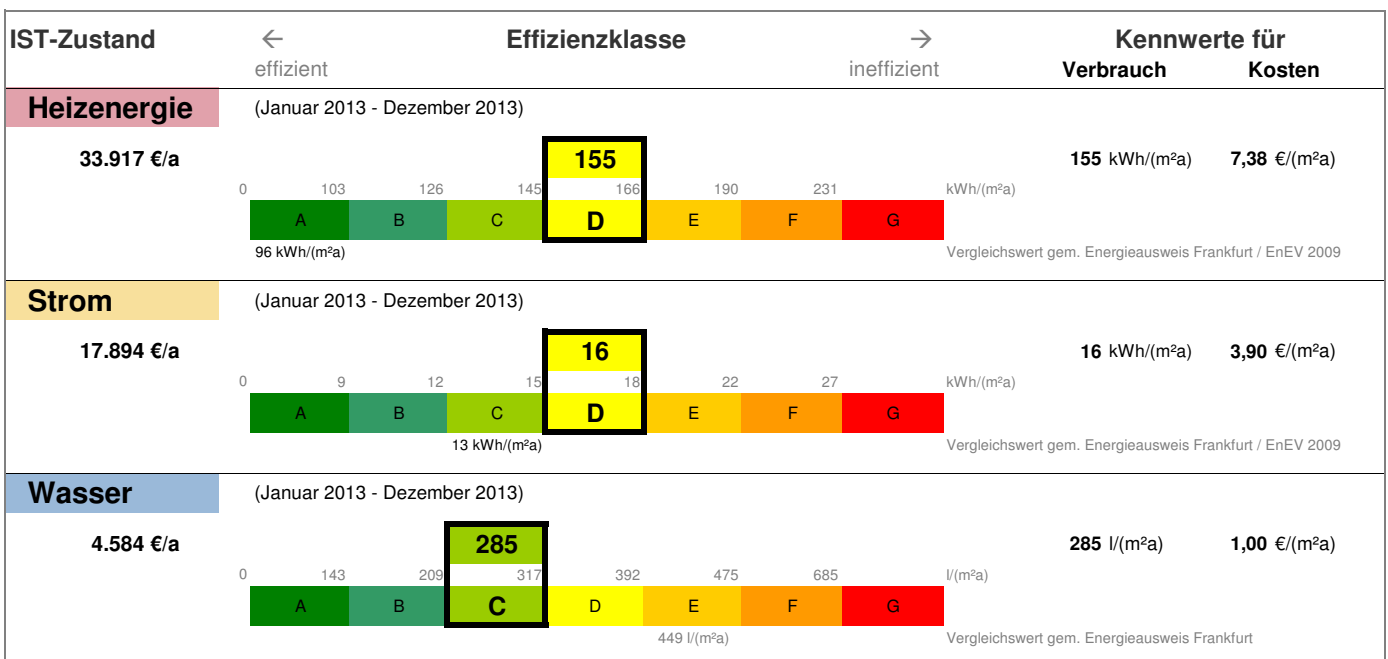 IST-Zustand ← Effizienzklasse → Kennwerte für
effizient ineffizient Verbrauch Kosten
Heizenergie (Januar 2013 - Dezember 2013)
33.917 €/a 155 155 kWh/(m²a) 7,38 €/(m²a)
0 103 126 145 166 190 231 kWh/(m²a)
A B C D E F G
96 kWh/(m²a) Vergleichswert gem. Energieausweis Frankfurt / EnEV 2009
Strom (Januar 2013 - Dezember 2013)
17.894 €/a 16 16 kWh/(m²a) 3,90 €/(m²a)
0 9 12 15 18 22 27 kWh/(m²a)
A B C D E F G
13 kWh/(m²a) Vergleichswert gem. Energieausweis Frankfurt / EnEV 2009
Wasser (Januar 2013 - Dezember 2013)
4.584 €/a 285 285 l/(m²a) 1,00 €/(m²a)
0 143 209 317 392 475 685 l/(m²a)
A B C D E F G
449 l/(m²a) Vergleichswert gem. Energieausweis Frankfurt